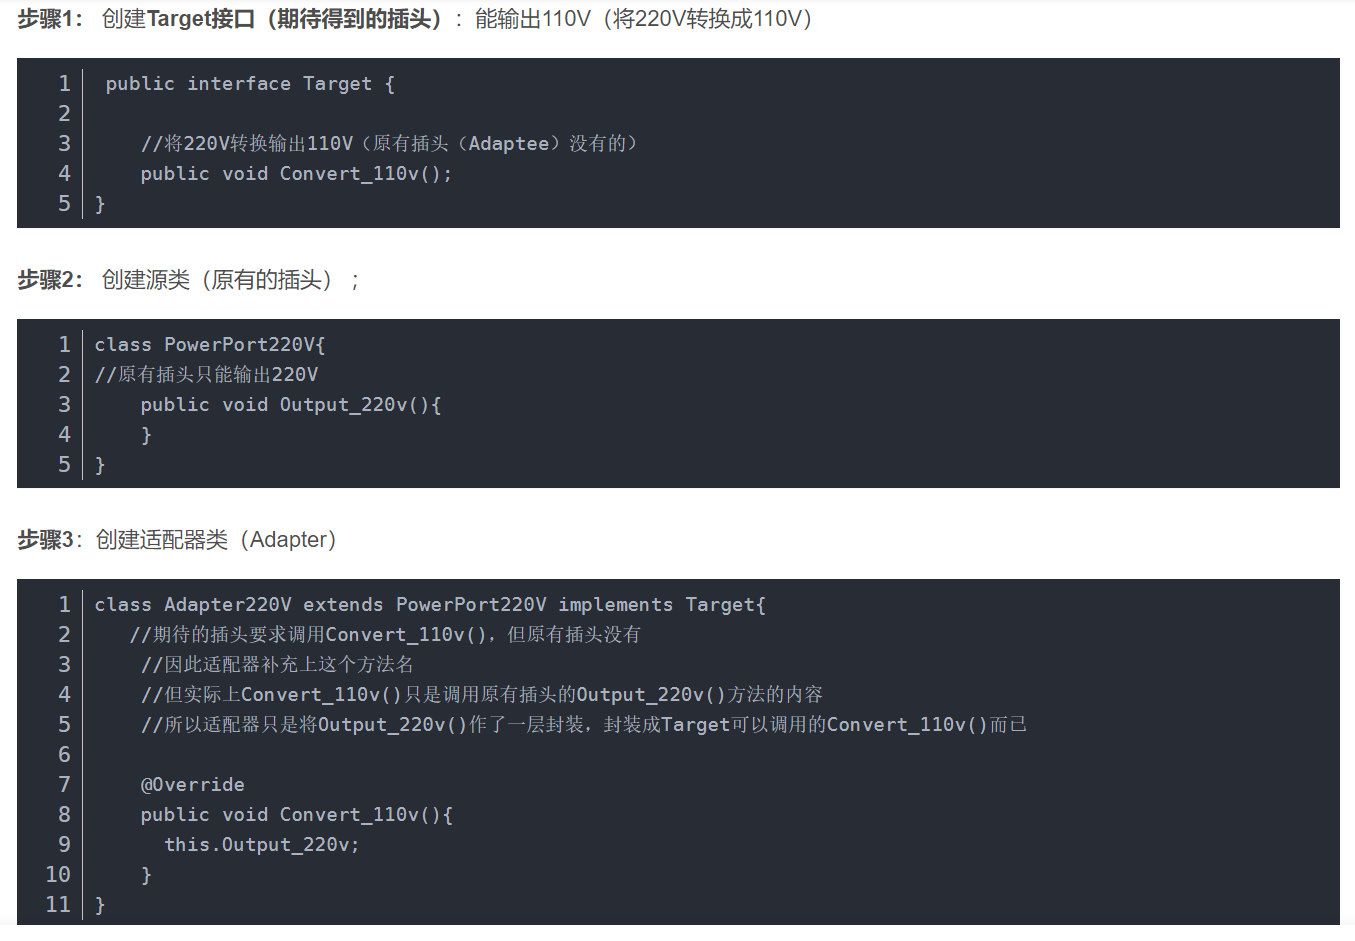 步骤1： 创建Target接口（期待得到的插头）：能输出110V（将220V转换成110V）
1 public interface Target {
2
3 //将220V转换输出110V（原有插头（Adaptee）没有的）
4 public void Convert_110v();
5 }
步骤2： 创建源类（原有的插头） ；
1 class PowerPort220V{
2 //原有插头只能输出220V
3 public void Output_220v(){
4 }
5 }
步骤3：创建适配器类（Adapter）
1 class Adapter220V extends PowerPort220V implements Target{
2 //期待的插头要求调用Convert_110v()，但原有插头没有
3 //因此适配器补充上这个方法名
4 //但实际上Convert_110v()只是调用原有插头的Output_220v()方法的内容
5 //所以适配器只是将Output_220v()作了一层封装，封装成Target可以调用的Convert_110v()而已
6
7 @Override
8 public void Convert_110v(){
9 this.Output_220v;
10 }
11 }